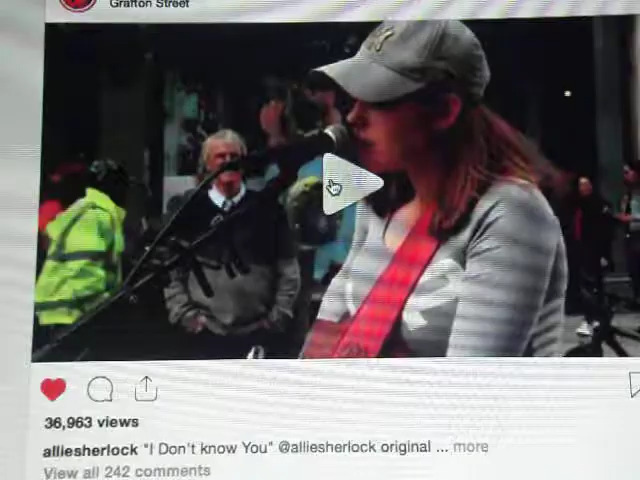 Grafton Street
36,963 views
alliesherlock "I Don't know You" @alliesherlock original ... more
View all 242 comments